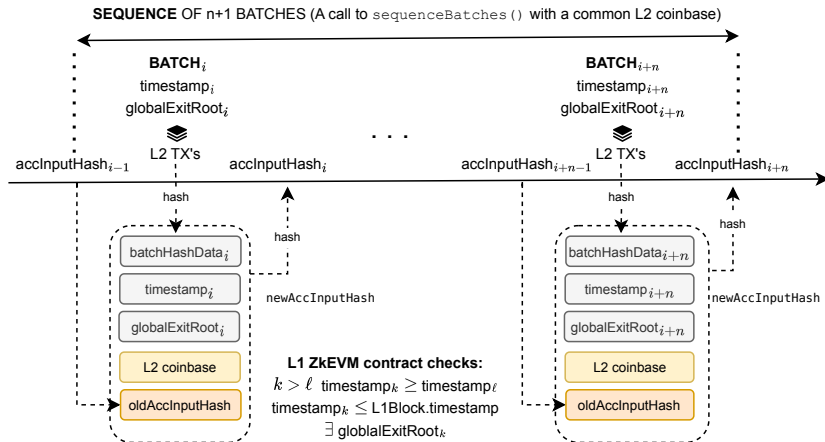 SEQUENCE OF n+1 BATCHES (A call to sequenceBatches() with a common L2 coinbase)
BATCH_i
timestamp_i
globalExitRoot_i
L2 TX's
BATCH_{i+n}
timestamp_{i+n}
globalExitRoot_{i+n}
L2 TX's
. . .
accInputHash_{i-1}
accInputHash_i
accInputHash_{i+n-1}
accInputHash_{i+n}
hash
hash
batchHashData_i
timestamp_i
globalExitRoot_i
L2 coinbase
oldAccInputHash
newAccInputHash
hash
hash
batchHashData_{i+n}
timestamp_{i+n}
globalExitRoot_{i+n}
L2 coinbase
oldAccInputHash
newAccInputHash
L1 ZkEVM contract checks:
k > ℓ timestamp_k ≥ timestamp_ℓ
timestamp_k ≤ L1Block.timestamp
∃ globlalExitRoot_k